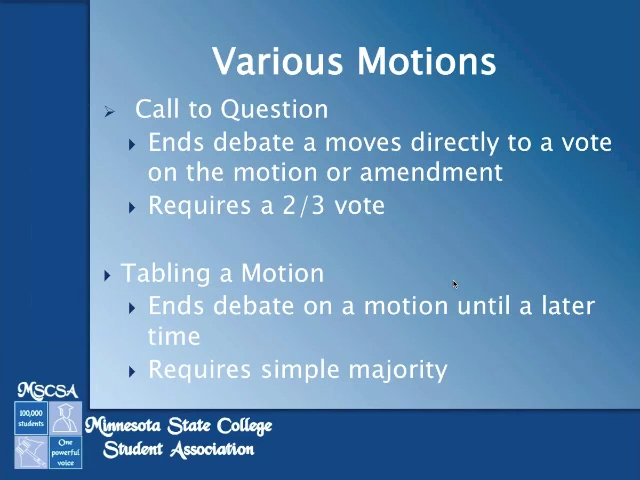 Various Motions
Call to Question
Ends debate a moves directly to a vote
on the motion or amendment
Requires a 2/3 vote
Tabling a Motion
Ends debate on a motion until a later
time
Requires simple majority
MSCSA
100,000
students
One
powerful
voice
Minnesota State College
Student Association